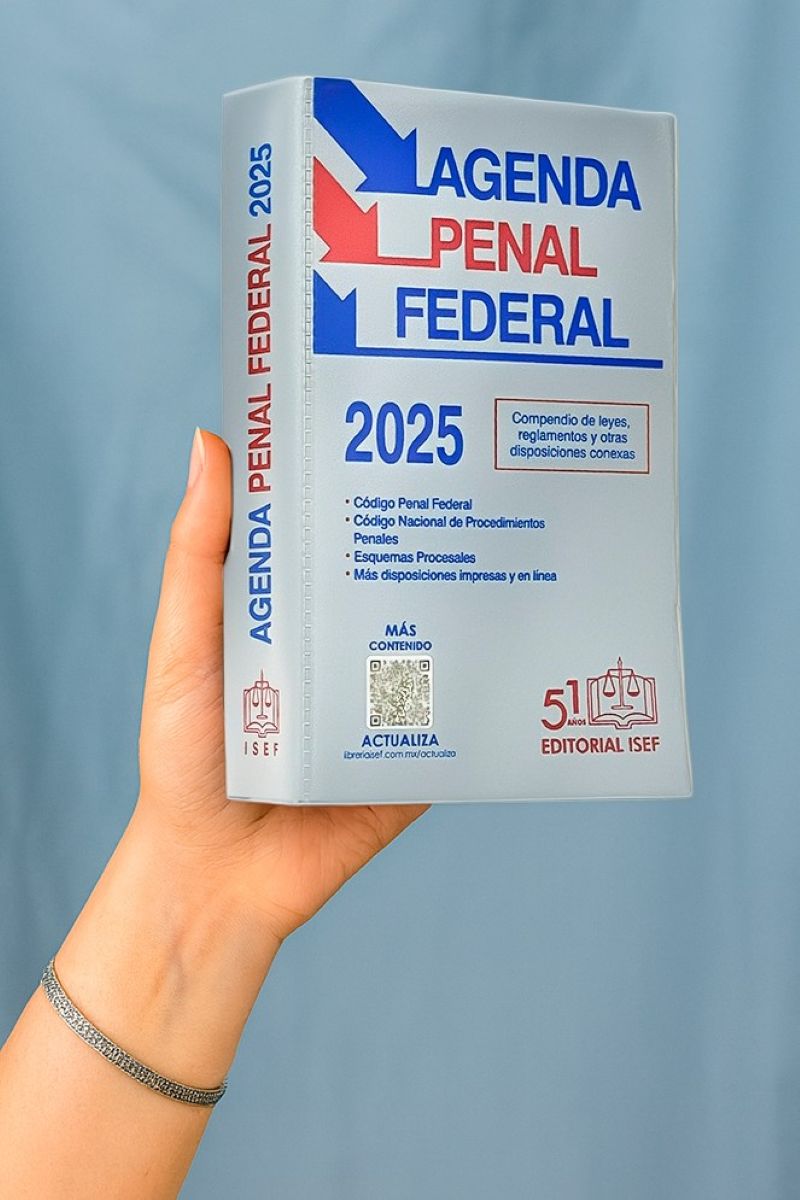 AGENDA PENAL FEDERAL 2025
ISEF
AGENDA
PENAL
FEDERAL
2025
Compendio de leyes,
reglamentos y otras
disposiciones conexas
• Código Penal Federal
• Código Nacional de Procedimientos
Penales
• Esquemas Procesales
• Más disposiciones impresas y en línea
MÁS
CONTENIDO
ACTUALIZA
libreriaisef.com.mx/actualiza
51
AÑOS
EDITORIAL ISEF